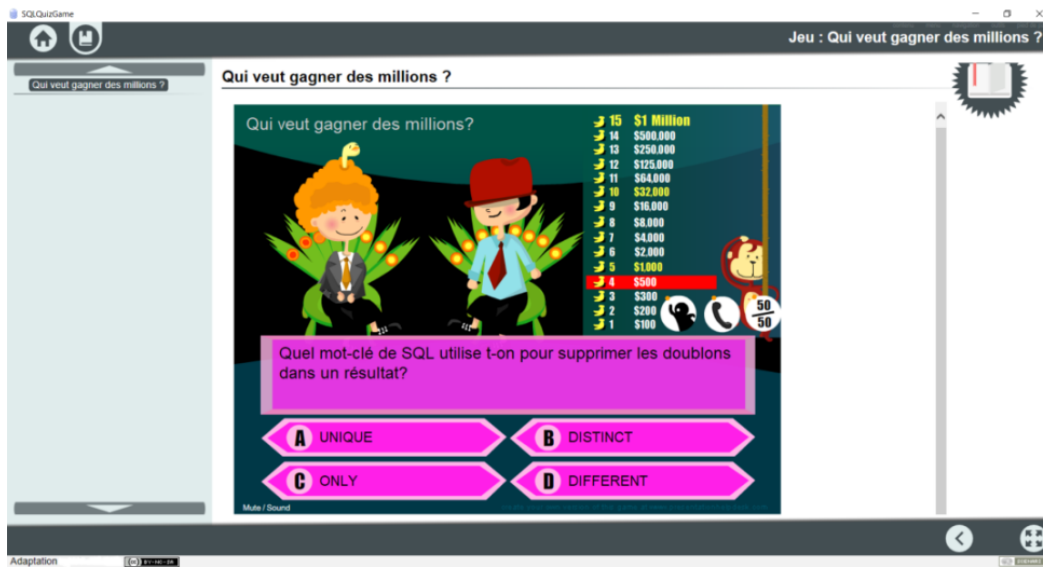 SQLQuizGame
Jeu : Qui veut gagner des millions ?
Qui veut gagner des millions ?
Qui veut gagner des millions ?
Qui veut gagner des millions?
15 $1 Million
14 $500,000
13 $250,000
12 $125,000
11 $64,000
10 $32,000
9 $16,000
8 $8,000
7 $4,000
6 $2,000
5 $1,000
4 $500
3 $300
2 $200
1 $100
50
50
Quel mot-clé de SQL utilise t-on pour supprimer les doublons
dans un résultat?
A UNIQUE
B DISTINCT
C ONLY
D DIFFERENT
Mute / Sound
Adaptation